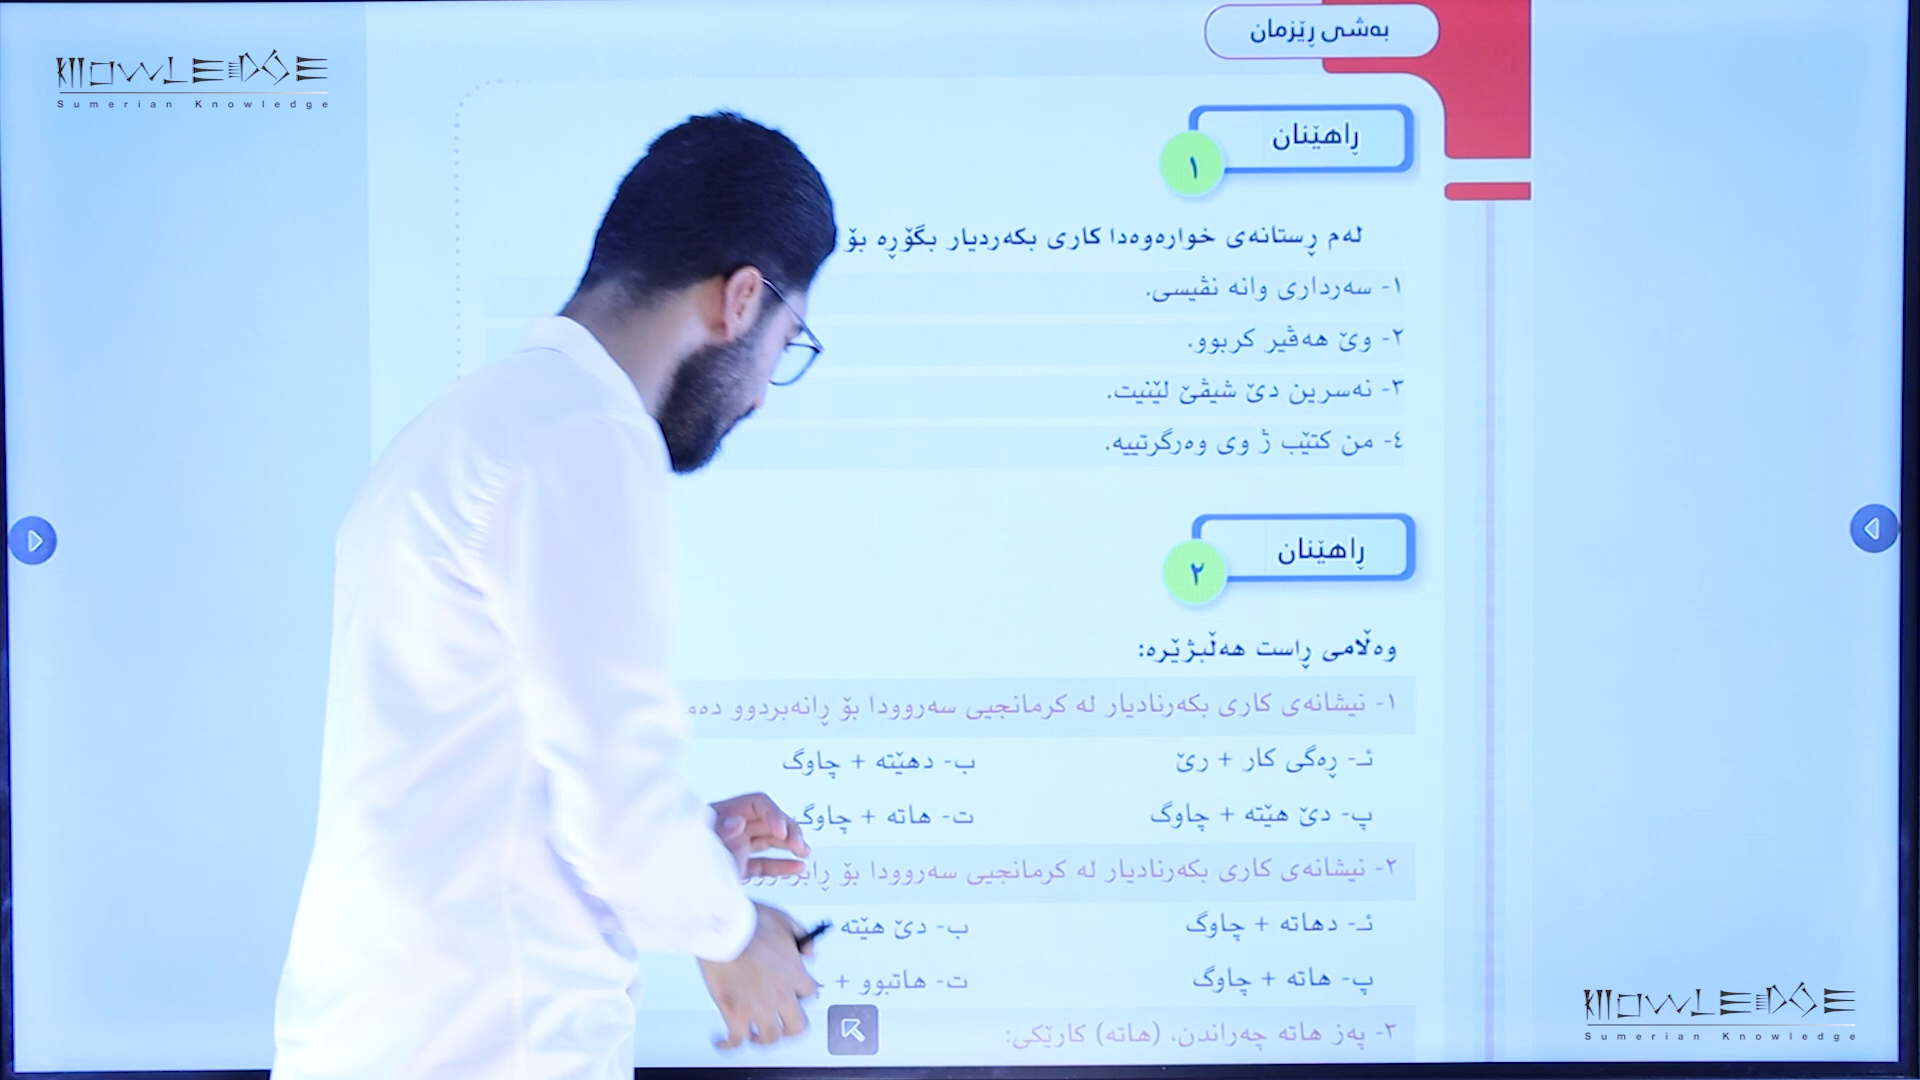 KNOWLEDGE
Sumerian Knowledge
بەشی ڕێزمان
ڕاهێنان
١
لەم ڕستانەی خوارەوەدا کاری بکەردیار بگۆڕە بۆ
١- سەرداری وانە نڤیسی.
٢- وێ هەڤیر کربوو.
٣- نەسرین دێ شیڤێ لێنیت.
٤- من کتێب ژ وی وەرگرتییە.
ڕاهێنان
٢
وەڵامی ڕاست هەڵبژێرە:
١- نیشانەی کاری بکەرنادیار لە کرمانجیی سەروودا بۆ ڕانەبردوو
ئـ- ڕەگی کار + رێ ب- دهێتە + چاوگ
پ- دێ هێتە + چاوگ ت- هاتە + چاوگ
٢- نیشانەی کاری بکەرنادیار لە کرمانجیی سەروودا بۆ
ئـ- دهاتە + چاوگ ب- دێ هێتە +
پ- هاتە + چاوگ ت- هاتبوو +
٣- پەز هاتە چەراندن، (هاتە) کارێکی:
KNOWLEDGE
Sumerian Knowledge